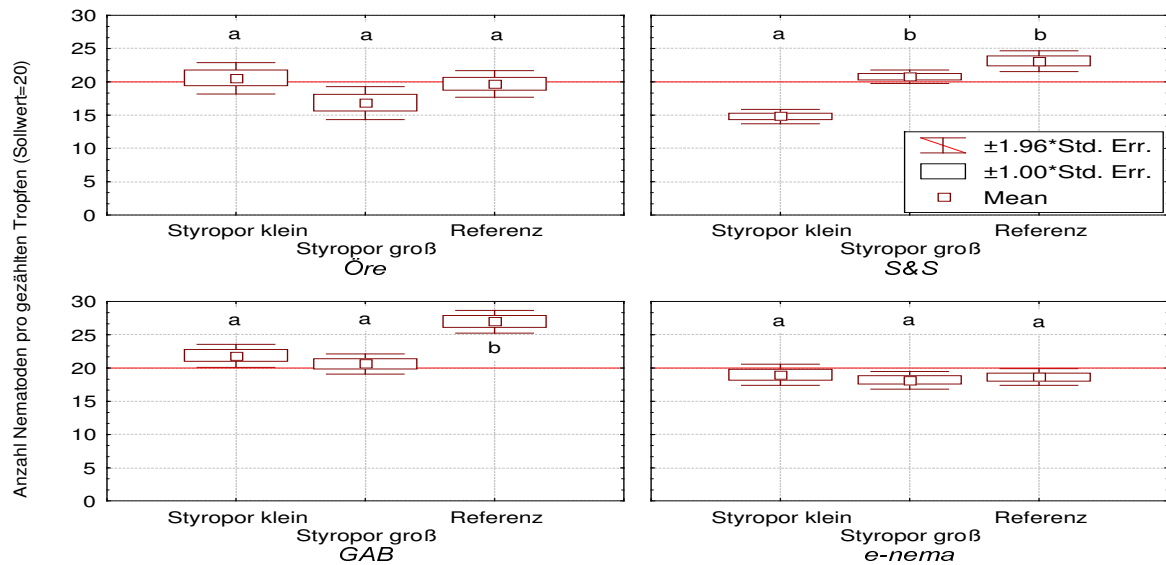 Anzahl Nematoden pro gezählten Tropfen (Sollwert=20)
30
25
20
15
10
5
0
a a a
Styropor klein Referenz
Styropor groß
Öre
a b b
±1.96*Std. Err.
±1.00*Std. Err.
Mean
Styropor klein Referenz
Styropor groß
S&S
30
25
20
15
10
5
0
a a
b
Styropor klein Referenz
Styropor groß
GAB
a a a
Styropor klein Referenz
Styropor groß
e-nema